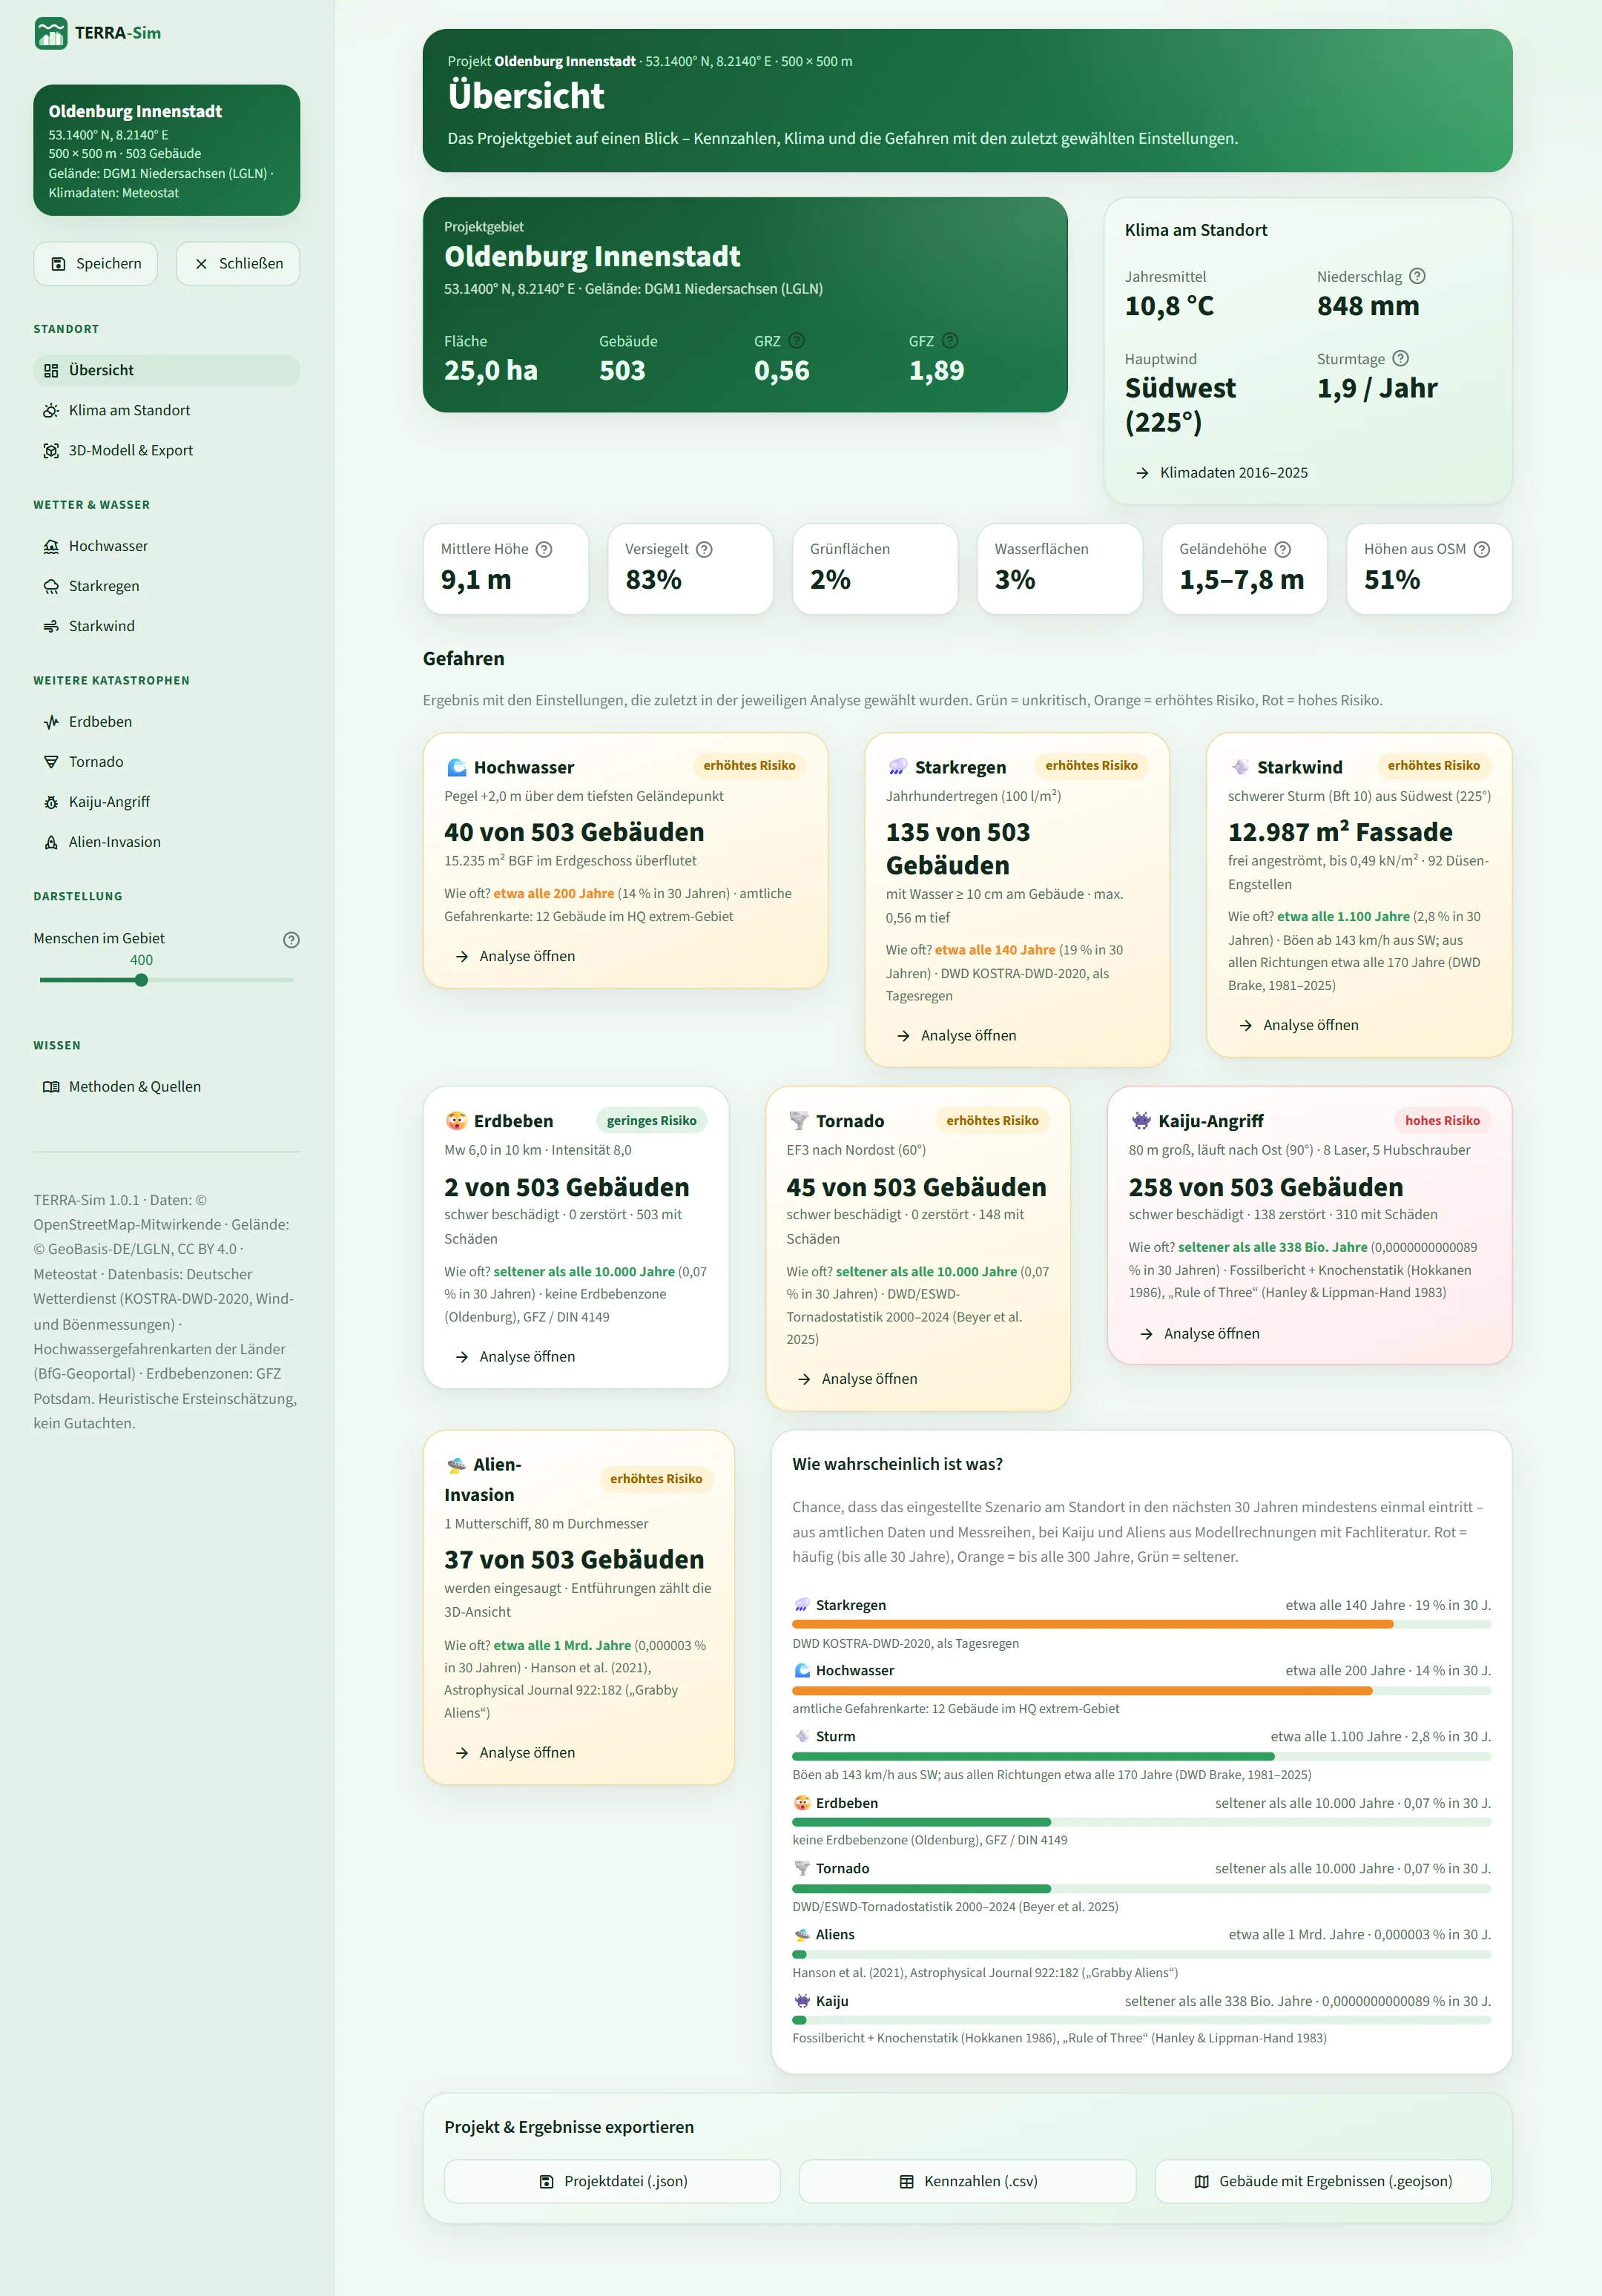 TERRA-Sim
Oldenburg Innenstadt
53.1400° N, 8.2140° E
500 × 500 m · 503 Gebäude
Gelände: DGM1 Niedersachsen (LGLN) ·
Klimadaten: Meteostat
Speichern
Schließen
STANDORT
Übersicht
Klima am Standort
3D-Modell & Export
WETTER & WASSER
Hochwasser
Starkregen
Starkwind
WEITERE KATASTROPHEN
Erdbeben
Tornado
Kaiju-Angriff
Alien-Invasion
DARSTELLUNG
Menschen im Gebiet
400
WISSEN
Methoden & Quellen
TERRA-Sim 1.0.1 · Daten: ©
OpenStreetMap-Mitwirkende · Gelände:
© GeoBasis-DE/LGLN, CC BY 4.0 ·
Meteostat · Datenbasis: Deutscher
Wetterdienst (KOSTRA-DWD-2020, Wind-
und Böenmessungen) ·
Hochwassergefahrenkarten der Länder
(BfG-Geoportal) · Erdbebenzonen: GFZ
Potsdam. Heuristische Ersteinschätzung,
kein Gutachten.
Projekt Oldenburg Innenstadt · 53.1400° N, 8.2140° E · 500 × 500 m
Übersicht
Das Projektgebiet auf einen Blick – Kennzahlen, Klima und die Gefahren mit den zuletzt gewählten Einstellungen.
Projektgebiet
Oldenburg Innenstadt
53.1400° N, 8.2140° E · Gelände: DGM1 Niedersachsen (LGLN)
Fläche
25,0 ha
Gebäude
503
GRZ
0,56
GFZ
1,89
Klima am Standort
Jahresmittel
10,8 °C
Niederschlag
848 mm
Hauptwind
Südwest
(225°)
Sturmtage
1,9 / Jahr
Klimadaten 2016–2025
Mittlere Höhe
9,1 m
Versiegelt
83%
Grünflächen
2%
Wasserflächen
3%
Geländehöhe
1,5–7,8 m
Höhen aus OSM
51%
Gefahren
Ergebnis mit den Einstellungen, die zuletzt in der jeweiligen Analyse gewählt wurden. Grün = unkritisch, Orange = erhöhtes Risiko, Rot = hohes Risiko.
Hochwasser
erhöhtes Risiko
Pegel +2,0 m über dem tiefsten Geländepunkt
40 von 503 Gebäuden
15.235 m² BGF im Erdgeschoss überflutet
Wie oft? etwa alle 200 Jahre (14 % in 30 Jahren) · amtliche
Gefahrenkarte: 12 Gebäude im HQ extrem-Gebiet
Analyse öffnen
Starkregen
erhöhtes Risiko
Jahrhundertregen (100 l/m²)
135 von 503
Gebäuden
mit Wasser ≥ 10 cm am Gebäude · max.
0,56 m tief
Wie oft? etwa alle 140 Jahre (19 % in 30
Jahren) · DWD KOSTRA-DWD-2020, als
Tagesregen
Analyse öffnen
Starkwind
erhöhtes Risiko
schwerer Sturm (Bft 10) aus Südwest (225°)
12.987 m² Fassade
frei angeströmt, bis 0,49 kN/m² · 92 Düsen-
Engstellen
Wie oft? etwa alle 1.100 Jahre (2,8 % in 30
Jahren) · Böen ab 143 km/h aus SW; aus
allen Richtungen etwa alle 170 Jahre (DWD
Brake, 1981–2025)
Analyse öffnen
Erdbeben
geringes Risiko
Mw 6,0 in 10 km · Intensität 8,0
2 von 503 Gebäuden
schwer beschädigt · 0 zerstört · 503 mit
Schäden
Wie oft? seltener als alle 10.000 Jahre (0,07
% in 30 Jahren) · keine Erdbebenzone
(Oldenburg), GFZ / DIN 4149
Analyse öffnen
Tornado
erhöhtes Risiko
EF3 nach Nordost (60°)
45 von 503 Gebäuden
schwer beschädigt · 0 zerstört · 148 mit
Schäden
Wie oft? seltener als alle 10.000 Jahre (0,07
% in 30 Jahren) · DWD/ESWD-
Tornadostatistik 2000–2024 (Beyer et al.
2025)
Analyse öffnen
Kaiju-Angriff
hohes Risiko
80 m groß, läuft nach Ost (90°) · 8 Laser, 5 Hubschrauber
258 von 503 Gebäuden
schwer beschädigt · 138 zerstört · 310 mit Schäden
Wie oft? seltener als alle 338 Bio. Jahre (0,0000000000089
% in 30 Jahren) · Fossilbericht + Knochenstatik (Hokkanen
1986), „Rule of Three“ (Hanley & Lippman-Hand 1983)
Analyse öffnen
Alien-
Invasion
erhöhtes Risiko
1 Mutterschiff, 80 m Durchmesser
37 von 503 Gebäuden
werden eingesaugt · Entführungen zählt die
3D-Ansicht
Wie oft? etwa alle 1 Mrd. Jahre (0,000003 %
in 30 Jahren) · Hanson et al. (2021),
Astrophysical Journal 922:182 („Grabby
Aliens“)
Analyse öffnen
Wie wahrscheinlich ist was?
Chance, dass das eingestellte Szenario am Standort in den nächsten 30 Jahren mindestens einmal eintritt –
aus amtlichen Daten und Messreihen, bei Kaiju und Aliens aus Modellrechnungen mit Fachliteratur. Rot =
häufig (bis alle 30 Jahre), Orange = bis alle 300 Jahre, Grün = seltener.
Starkregen
etwa alle 140 Jahre · 19 % in 30 J.
DWD KOSTRA-DWD-2020, als Tagesregen
Hochwasser
etwa alle 200 Jahre · 14 % in 30 J.
amtliche Gefahrenkarte: 12 Gebäude im HQ extrem-Gebiet
Sturm
etwa alle 1.100 Jahre · 2,8 % in 30 J.
Böen ab 143 km/h aus SW; aus allen Richtungen etwa alle 170 Jahre (DWD Brake, 1981–2025)
Erdbeben
seltener als alle 10.000 Jahre · 0,07 % in 30 J.
keine Erdbebenzone (Oldenburg), GFZ / DIN 4149
Tornado
seltener als alle 10.000 Jahre · 0,07 % in 30 J.
DWD/ESWD-Tornadostatistik 2000–2024 (Beyer et al. 2025)
Aliens
etwa alle 1 Mrd. Jahre · 0,000003 % in 30 J.
Hanson et al. (2021), Astrophysical Journal 922:182 („Grabby Aliens“)
Kaiju
seltener als alle 338 Bio. Jahre · 0,0000000000089 % in 30 J.
Fossilbericht + Knochenstatik (Hokkanen 1986), „Rule of Three“ (Hanley & Lippman-Hand 1983)
Projekt & Ergebnisse exportieren
Projektdatei (.json)
Kennzahlen (.csv)
Gebäude mit Ergebnissen (.geojson)